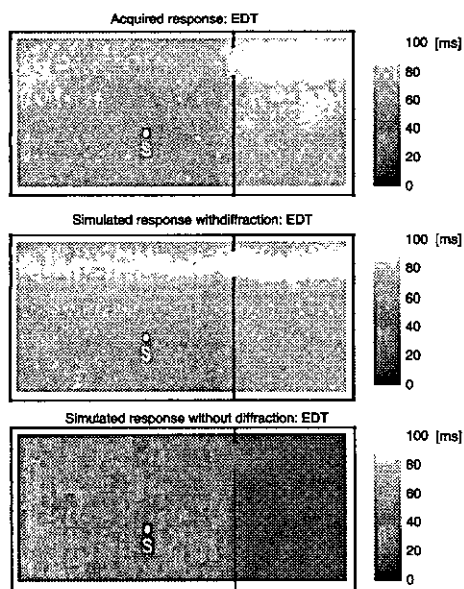 Acquired response: EDT
100 [ms]
80
60
40
20
0
S
Simulated response withdiffraction: EDT
100 [ms]
80
60
40
20
0
S
Simulated response without diffraction: EDT
100 [ms]
80
60
40
20
0
S